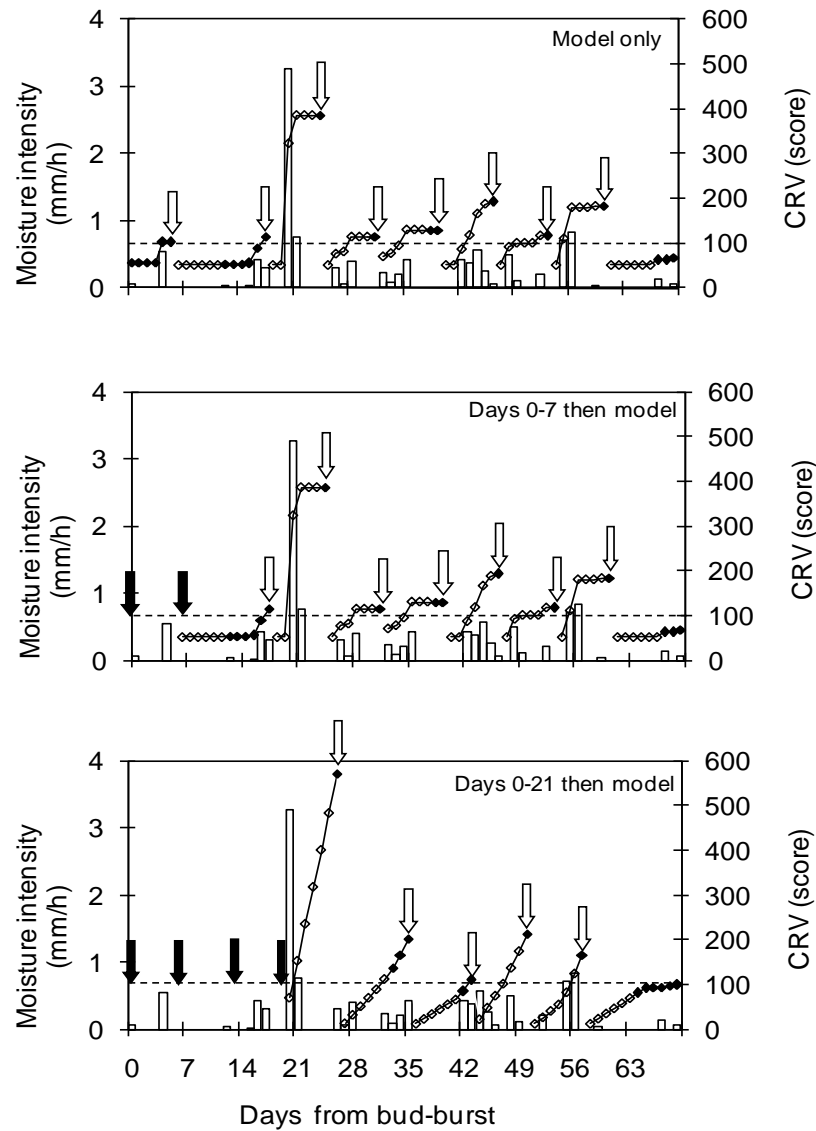 Model only
4
3
2
1
0
Moisture intensity
(mm/h)
600
500
400
300
200
100
0
CRV (score)
Days 0-7 then model
4
3
2
1
0
Moisture intensity
(mm/h)
600
500
400
300
200
100
0
CRV (score)
Days 0-21 then model
4
3
2
1
0
Moisture intensity
(mm/h)
600
500
400
300
200
100
0
CRV (score)
0 7 14 21 28 35 42 49 56 63
Days from bud-burst